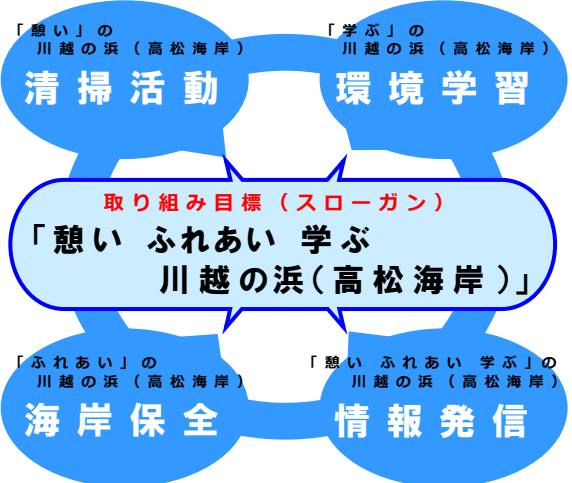 「憩い」の
川越の浜（高松海岸）
清掃活動
「学ぶ」の
川越の浜（高松海岸）
環境学習
取り組み目標（スローガン）
「憩い ふれあい 学ぶ
川越の浜（高松海岸）」
「ふれあい」の
川越の浜（高松海岸）
海岸保全
「憩い ふれあい 学ぶ」の
川越の浜（高松海岸）
情報発信